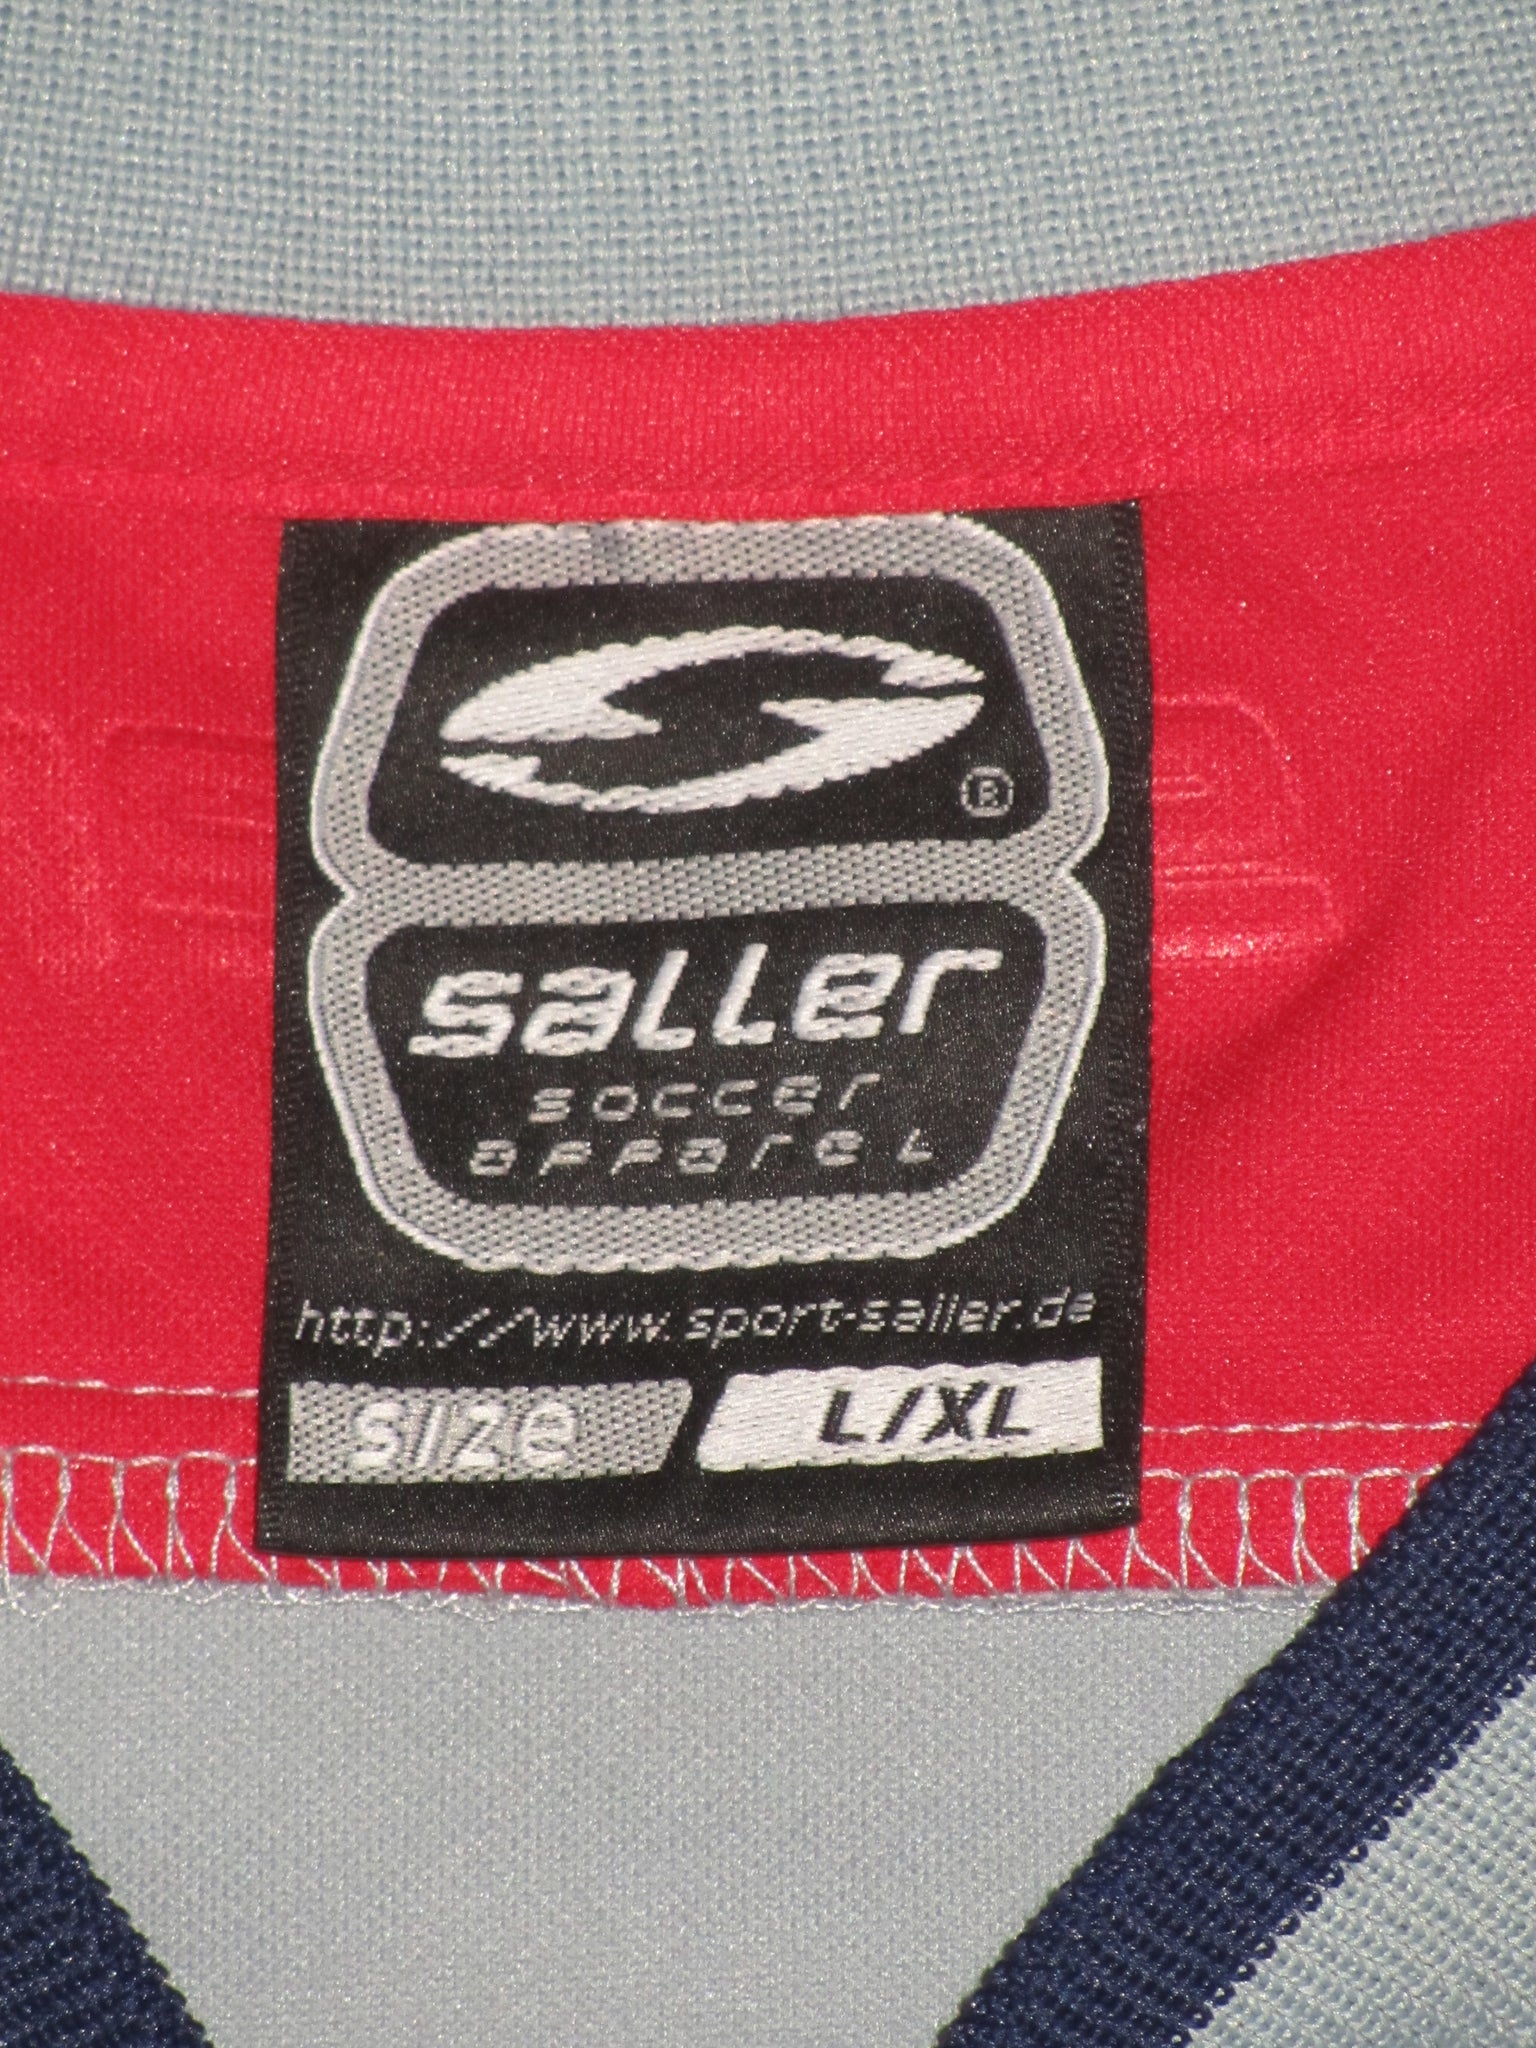 ®
saller
soccer
apparel
http://www.sport-saller.de
size L/XL